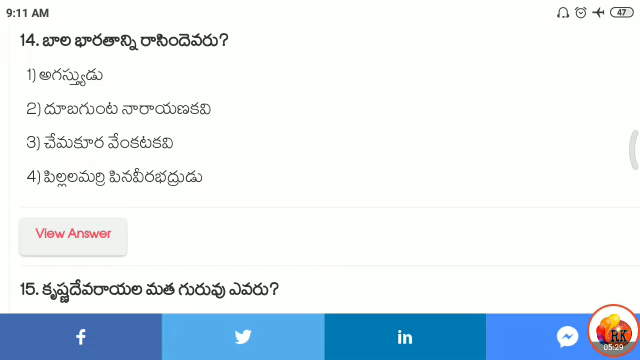 9:11 AM
47
14. బాల భారతాన్ని రాసిందెవరు?
1) అగస్త్యుడు
2) దూబగుంట నారాయణకవి
3) చేమకూర వేంకటకవి
4) పిల్లలమర్రి పినవీరభద్రుడు
View Answer
15. కృష్ణదేవరాయల మత గురువు ఎవరు?
RK
05:29